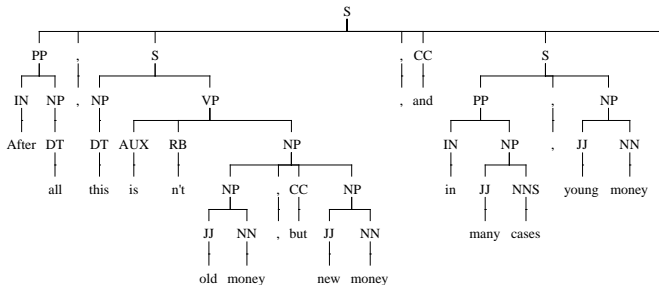 S
PP , S , CC S
IN NP , NP VP , and PP , NP
After DT DT AUX RB NP IN NP , JJ NN
all this is n't NP , CC NP in JJ NNS young money
JJ NN , but JJ NN many cases
old money new money